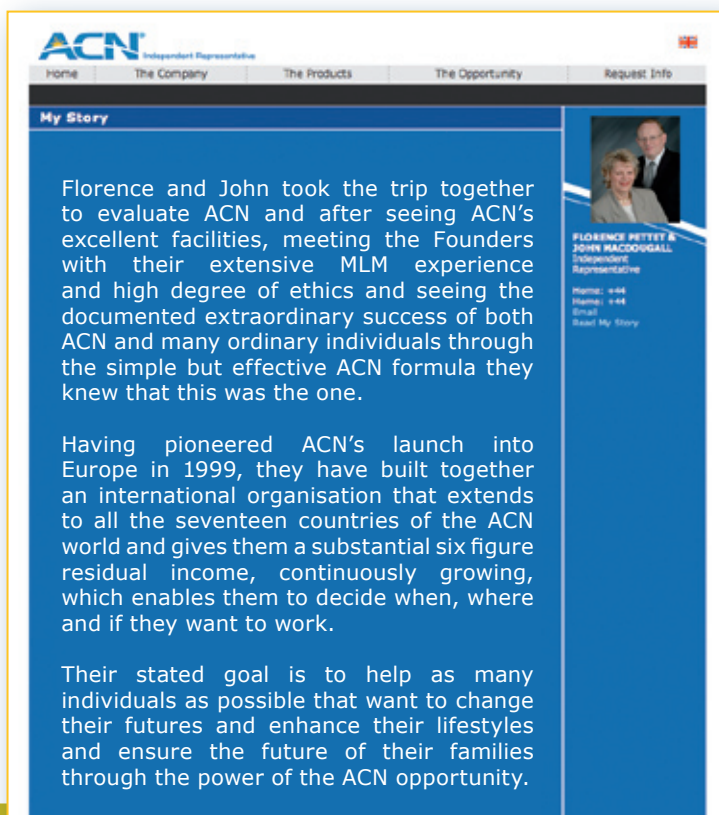 ACN
Independent Representative
Home The Company The Products The Opportunity Request Info
My Story
Florence and John took the trip together
to evaluate ACN and after seeing ACN's
excellent facilities, meeting the Founders
with their extensive MLM experience
and high degree of ethics and seeing the
documented extraordinary success of both
ACN and many ordinary individuals through
the simple but effective ACN formula they
knew that this was the one.
Having pioneered ACN's launch into
Europe in 1999, they have built together
an international organisation that extends
to all the seventeen countries of the ACN
world and gives them a substantial six figure
residual income, continuously growing,
which enables them to decide when, where
and if they want to work.
Their stated goal is to help as many
individuals as possible that want to change
their futures and enhance their lifestyles
and ensure the future of their families
through the power of the ACN opportunity.
FLORENCE PETTET &
JOHN MACDOUGALL
Independent
Representative
Home: +44
Home: +44
Email
Read My Story